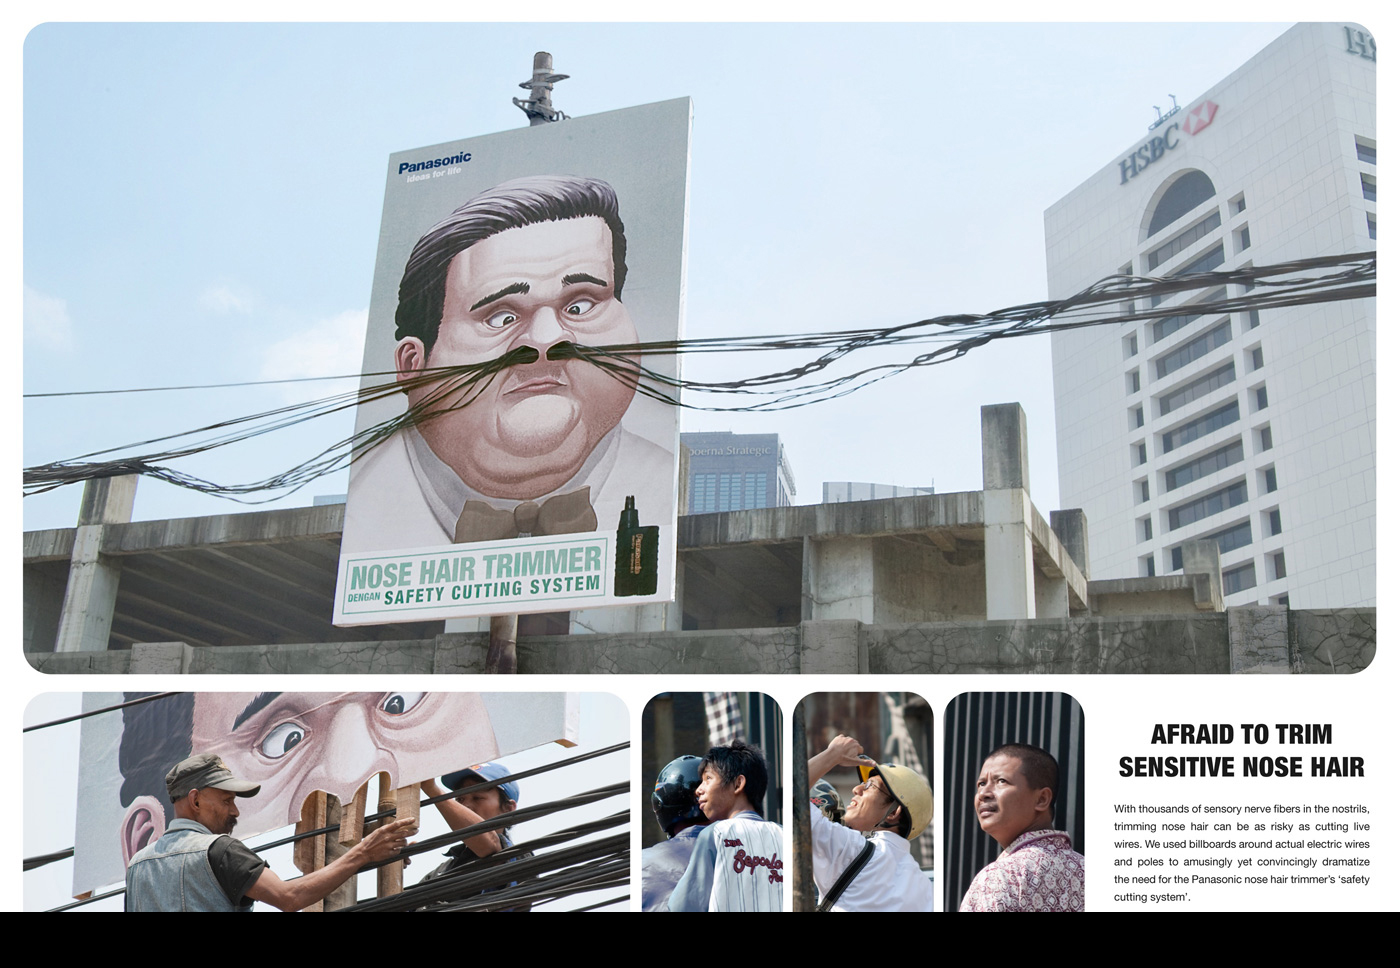 Panasonic
ideas for life
HSBC
HS
oerna Strategic
NOSE HAIR TRIMMER
DENGAN SAFETY CUTTING SYSTEM
Panasonic
AFRAID TO TRIM
SENSITIVE NOSE HAIR
With thousands of sensory nerve fibers in the nostrils,
trimming nose hair can be as risky as cutting live
wires. We used billboards around actual electric wires
and poles to amusingly yet convincingly dramatize
the need for the Panasonic nose hair trimmer's ‘safety
cutting system’.